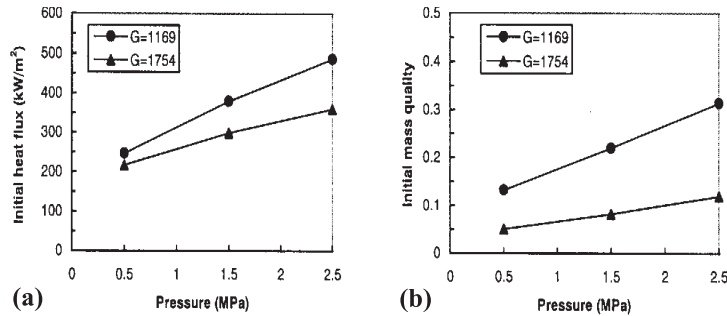 600
500
400
300
200
100
0
Initial heat flux (kW/m²)
G=1169
G=1754
0 0.5 1 1.5 2 2.5
Pressure (MPa)
(a)
0.5
0.4
0.3
0.2
0.1
0
Initial mass quality
G=1169
G=1754
0 0.5 1 1.5 2 2.5
Pressure (MPa)
(b)